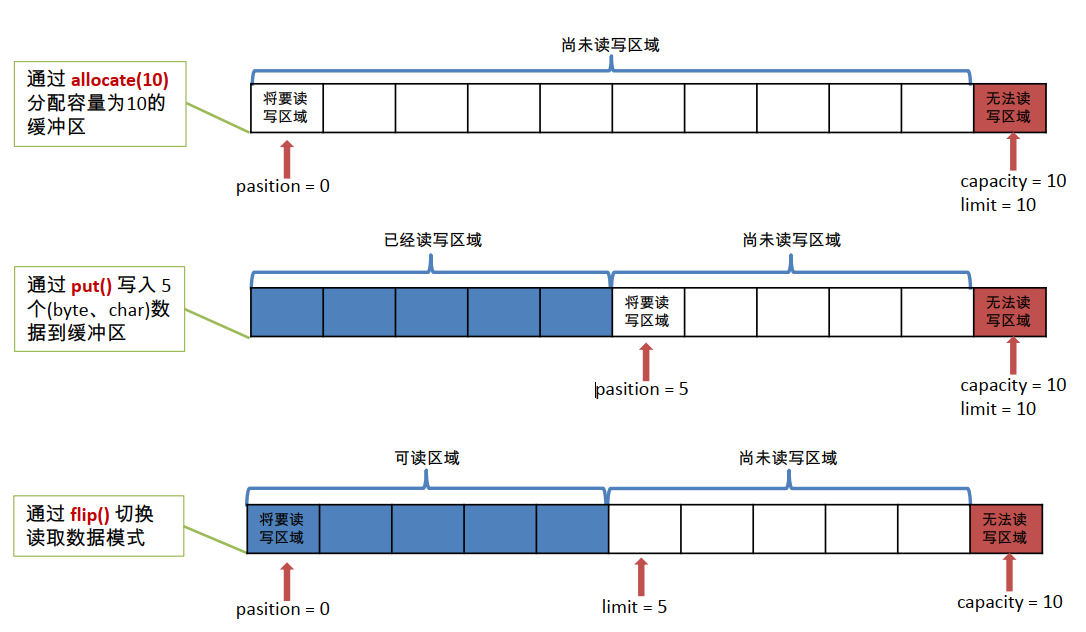 尚未读写区域
通过 allocate(10)
分配容量为10的
缓冲区
将要读
写区域
无法读
写区域
pasition = 0
capacity = 10
limit = 10
已经读写区域
尚未读写区域
通过 put() 写入 5
个(byte、char)数
据到缓冲区
将要读
写区域
无法读
写区域
pasition = 5
capacity = 10
limit = 10
可读区域
尚未读写区域
通过 flip() 切换
读取数据模式
将要读
写区域
无法读
写区域
pasition = 0
limit = 5
capacity = 10